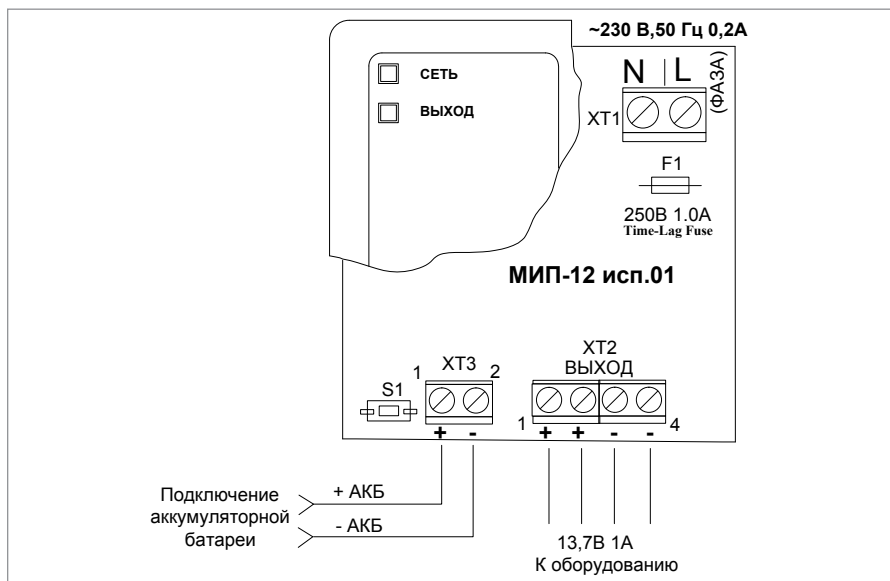 ~230 В,50 Гц 0,2А
СЕТЬ
ВЫХОД
N L
(ФАЗА)
XT1
F1
250В 1.0А
Time-Lag Fuse
МИП-12 исп.01
1 XT3 2
S1
+ -
XT2
ВЫХОД
1 4
+ + - -
Подключение
аккумуляторной
батареи
+ АКБ
- АКБ
13,7В 1А
К оборудованию